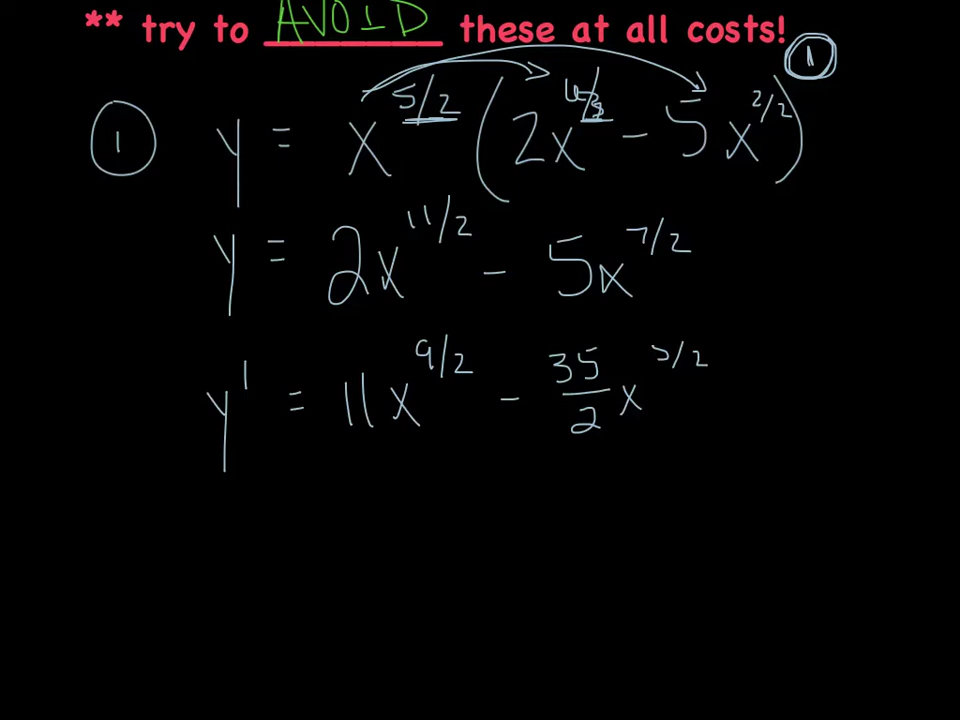 ** try to AVOID these at all costs!
1
1 y = x^5/2 (2x^6/2 - 5x^2/2)
y = 2x^11/2 - 5x^7/2
y' = 11x^9/2 - 35/2 x^5/2